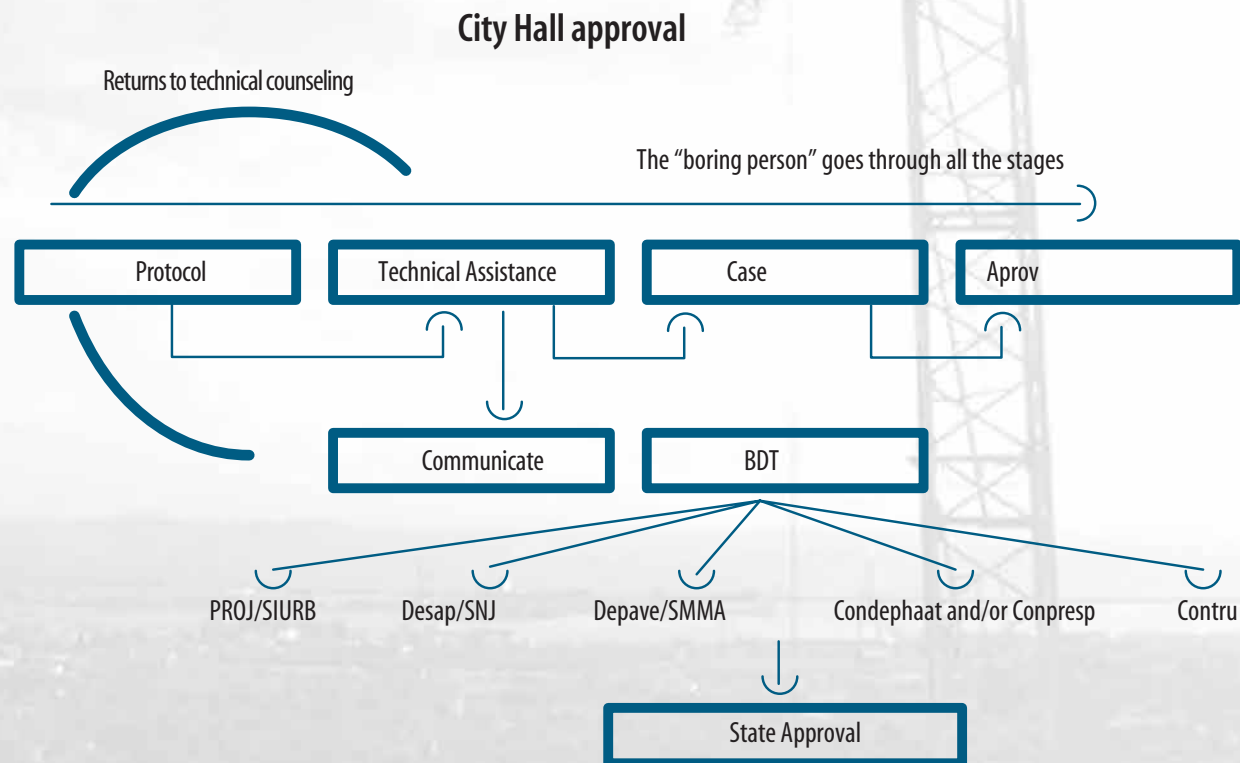 City Hall approval
Returns to technical counseling
The “boring person” goes through all the stages
Protocol
Technical Assistance
Case
Aprov
Communicate
BDT
PROJ/SIURB
Desap/SNJ
Depave/SMMA
Condephaat and/or Conpresp
Contru
State Approval